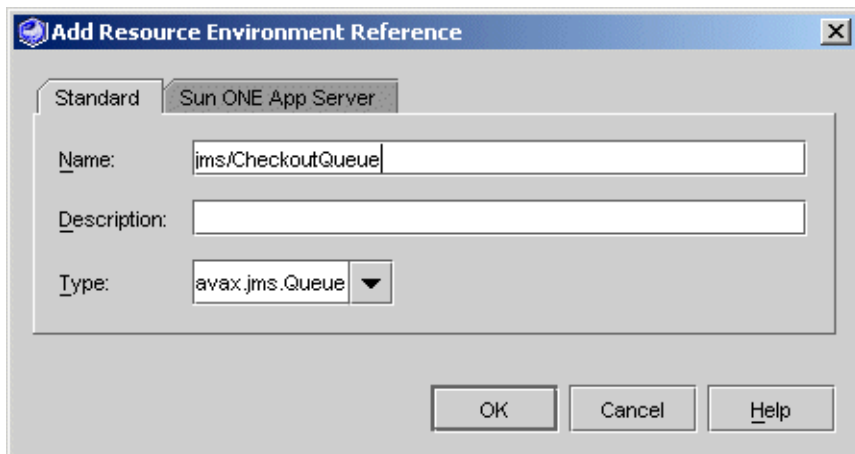 Add Resource Environment Reference
Standard Sun ONE App Server
Name: jms/CheckoutQueue
Description:
Type: avax.jms.Queue
OK Cancel Help